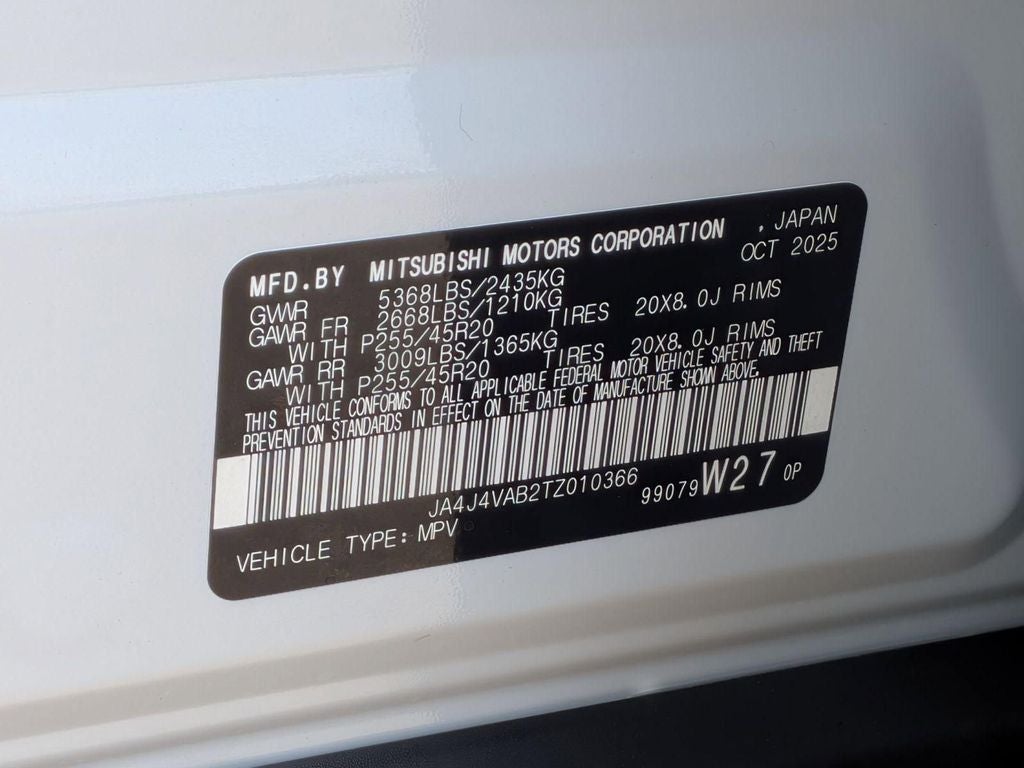 MFD.BY MITSUBISHI MOTORS CORPORATION , JAPAN
OCT 2025
GVWR 5368LBS/2435KG
GAWR FR 2668LBS/1210KG
WITH P255/45R20 TIRES 20X8.0J RIMS
GAWR RR 3009LBS/1365KG
WITH P255/45R20 TIRES 20X8.0J RIMS
THIS VEHICLE CONFORMS TO ALL APPLICABLE FEDERAL MOTOR VEHICLE SAFETY AND THEFT
PREVENTION STANDARDS IN EFFECT ON THE DATE OF MANUFACTURE SHOWN ABOVE.
JA4J4VAB2TZ010366
99079 W27 0P
VEHICLE TYPE: MPV